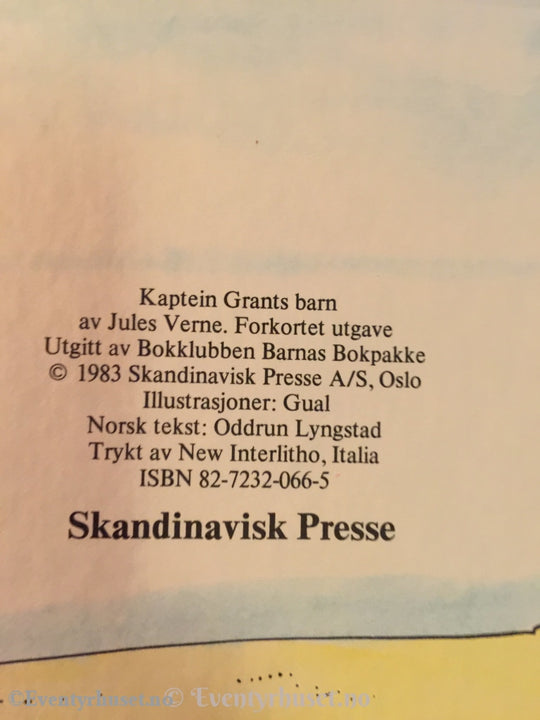 Kaptein Grants barn
av Jules Verne. Forkortet utgave
Utgitt av Bokklubben Barnas Bokpakke
© 1983 Skandinavisk Presse A/S, Oslo
Illustrasjoner: Gual
Norsk tekst: Oddrun Lyngstad
Trykt av New Interlitho, Italia
ISBN 82-7232-066-5
Skandinavisk Presse
©Eventyrhuset.no © Eventyrhuset.no